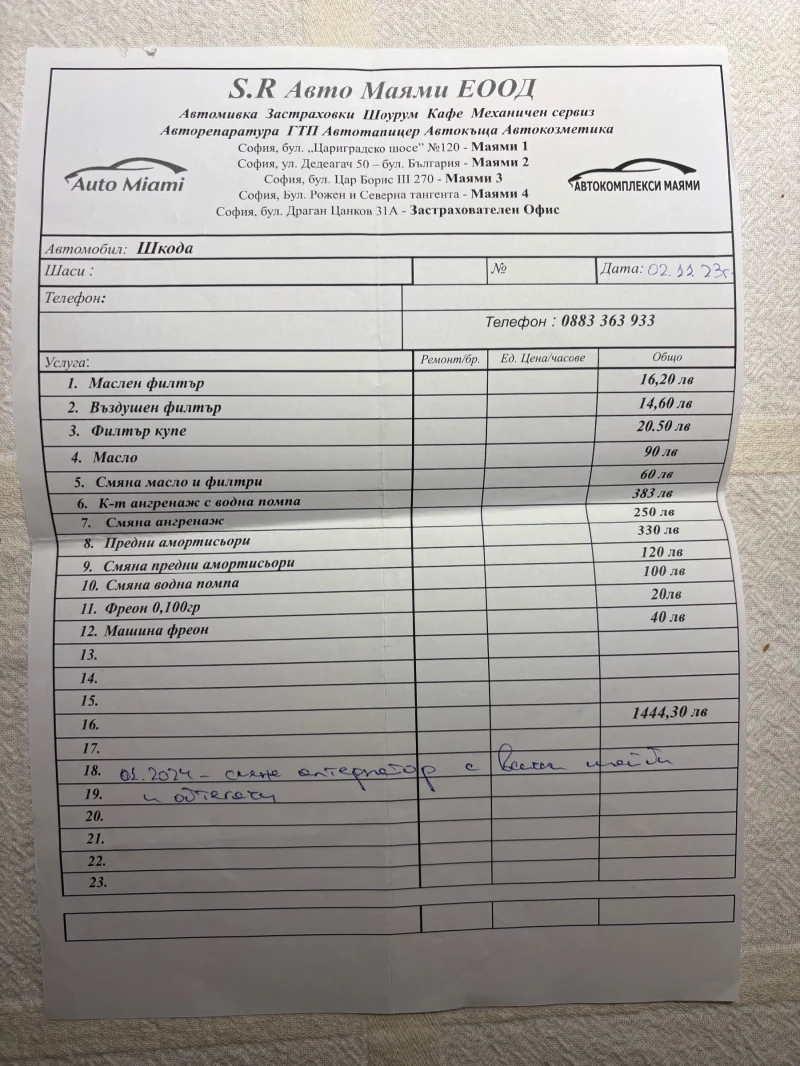 S.R Авто Маями ЕООД
Автомивка Застраховки Шоурум Кафе Механичен сервиз
Авторепаратура ГТП Автотапицер Автокъща Автокозметика
София, бул. „Цариградско шосе” №120 - Маями 1
София, ул. Дедеагач 50 – бул. България - Маями 2
София, бул. Цар Борис III 270 - Маями 3
София, Бул. Рожен и Северна тангента - Маями 4
София, бул. Драган Цанков 31А - Застрахователен Офис
Auto Miami
АВТОКОМПЛЕКСИ МАЯМИ
Автомобил: Шкода
Шаси : № Дата: 02.11.23г.
Телефон:
Телефон : 0883 363 933
Услуга: Ремонт/бр. Ед. Цена/часове Общо
1. Маслен филтър 16,20 лв
2. Въздушен филтър 14,60 лв
3. Филтър купе 20.50 лв
4. Масло 90 лв
5. Смяна масло и филтри 60 лв
6. К-т ангренаж с водна помпа 383 лв
7. Смяна ангренаж 250 лв
8. Предни амортисьори 330 лв
9. Смяна предни амортисьори 120 лв
10. Смяна водна помпа 100 лв
11. Фреон 0,100гр 20лв
12. Машина фреон 40 лв
13.
14.
15.
16. 1444,30 лв
17.
18. 01.2024 - смяна алтернатор с всички шайби
19. и обтегачи
20.
21.
22.
23.